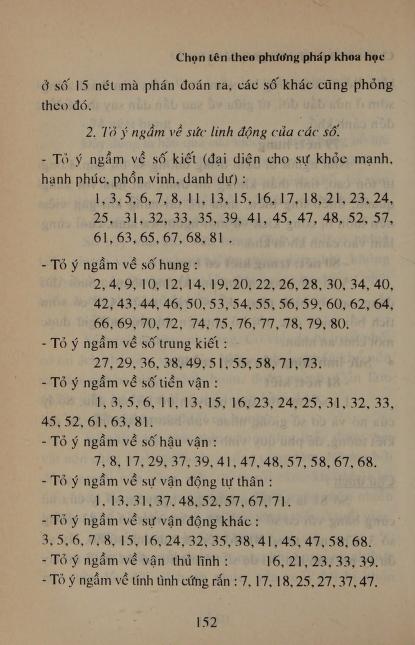 Chọn tên theo phương pháp khoa học
ở số 15 nét mà phán đoán ra, các số khác cũng phỏng
theo đó.
2. Tỏ ý ngầm về sức linh động của các số.
- Tỏ ý ngầm về số kiết (đại diện cho sự khỏe mạnh,
hạnh phúc, phồn vinh, danh dự) :
1, 3, 5, 6, 7, 8, 11, 13, 15, 16, 17, 18, 21, 23, 24,
25, 31, 32, 33, 35, 39, 41, 45, 47, 48, 52, 57,
61, 63, 65, 67, 68, 81 .
- Tỏ ý ngầm về số hung :
2, 4, 9, 10, 12, 14, 19, 20, 22, 26, 28, 30, 34, 40,
42, 43, 44, 46, 50, 53, 54, 55, 56, 59, 60, 62, 64,
66, 69, 70, 72, 74, 75, 76, 77, 78, 79, 80.
- Tỏ ý ngầm về số trung kiết :
27, 29, 36, 38, 49, 51, 55, 58, 71, 73.
- Tỏ ý ngầm về số tiền vận :
1, 3, 5, 6, 11, 13, 15, 16, 23, 24, 25, 31, 32, 33,
45, 52, 61, 63, 81.
- Tỏ ý ngầm về số hậu vận :
7, 8, 17, 29, 37, 39, 41, 47, 48, 57, 58, 67, 68.
- Tỏ ý ngầm về sự vận động tự thân :
1, 13, 31, 37, 48, 52, 57, 67, 71.
- Tỏ ý ngầm về sự vận động khác :
3, 5, 6, 7, 8, 15, 16, 24, 32, 35, 38, 41, 45, 47, 58, 68.
- Tỏ ý ngầm về vận thủ lĩnh : 16, 21, 23, 33, 39.
- Tỏ ý ngầm về tính tình cứng rắn : 7, 17, 18, 25, 27, 37, 47.
152